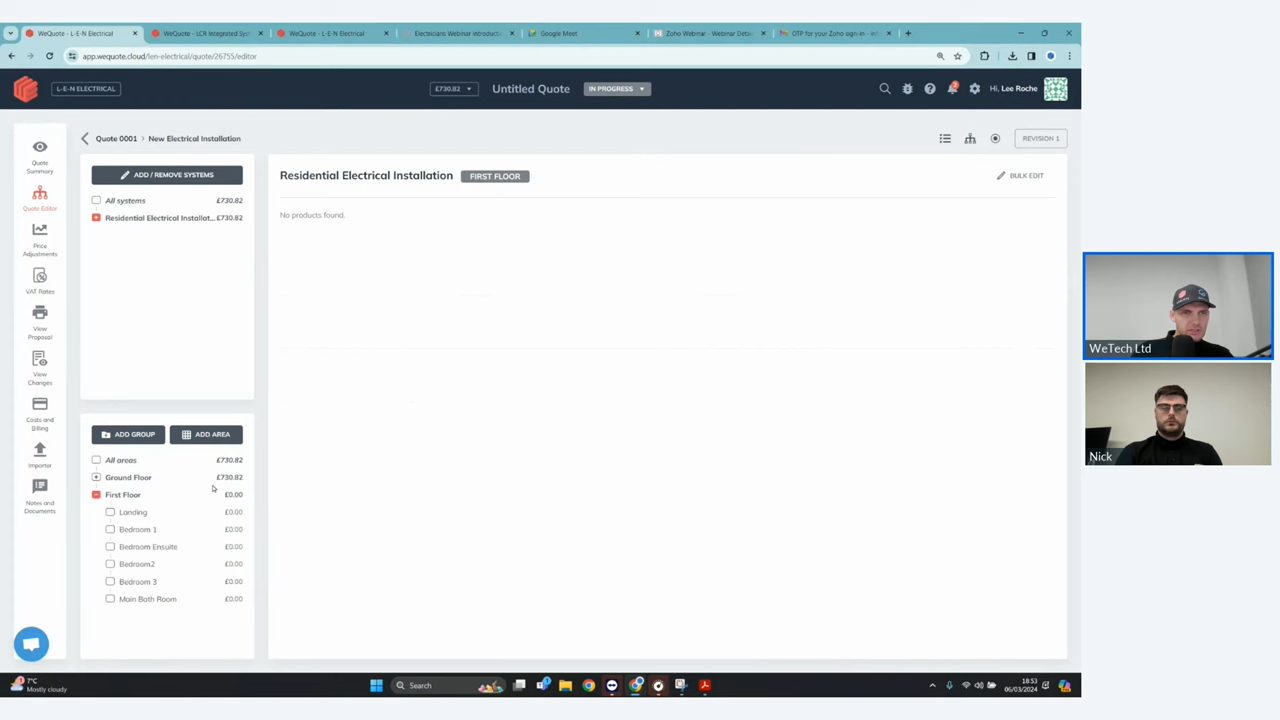 WeQuote - L-E-N Electrical
WeQuote - LCR Integrated Sys
WeQuote - L-E-N Electrical
Electricians Webinar Introducti
Google Meet
Zoho Webinar - Webinar Detai
OTP for your Zoho sign-in - inf
app.wequote.cloud/len-electrical/quote/26755/editor
L-E-N ELECTRICAL
£730.82
Untitled Quote
IN PROGRESS
2
Hi, Lee Roche
Quote 0001 > New Electrical Installation
REVISION 1
Quote Summary
Quote Editor
Price Adjustments
VAT Rates
View Proposal
View Changes
Costs and Billing
Importer
Notes and Documents
ADD / REMOVE SYSTEMS
All systems £730.82
Residential Electrical Installat... £730.82
Residential Electrical Installation FIRST FLOOR
BULK EDIT
No products found.
ADD GROUP
ADD AREA
All areas £730.82
Ground Floor £730.82
First Floor £0.00
Landing £0.00
Bedroom 1 £0.00
Bedroom Ensuite £0.00
Bedroom2 £0.00
Bedroom 3 £0.00
Main Bath Room £0.00
WeTech Ltd
Nick
7°C
Mostly cloudy
Search
18:53
06/03/2024